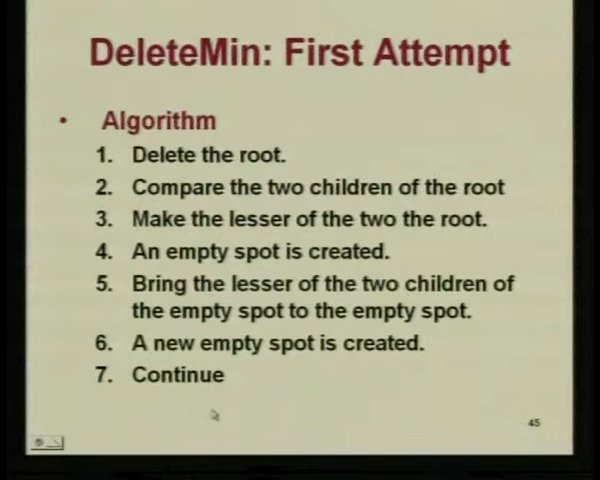 DeleteMin: First Attempt
• Algorithm
1. Delete the root.
2. Compare the two children of the root
3. Make the lesser of the two the root.
4. An empty spot is created.
5. Bring the lesser of the two children of
the empty spot to the empty spot.
6. A new empty spot is created.
7. Continue
45